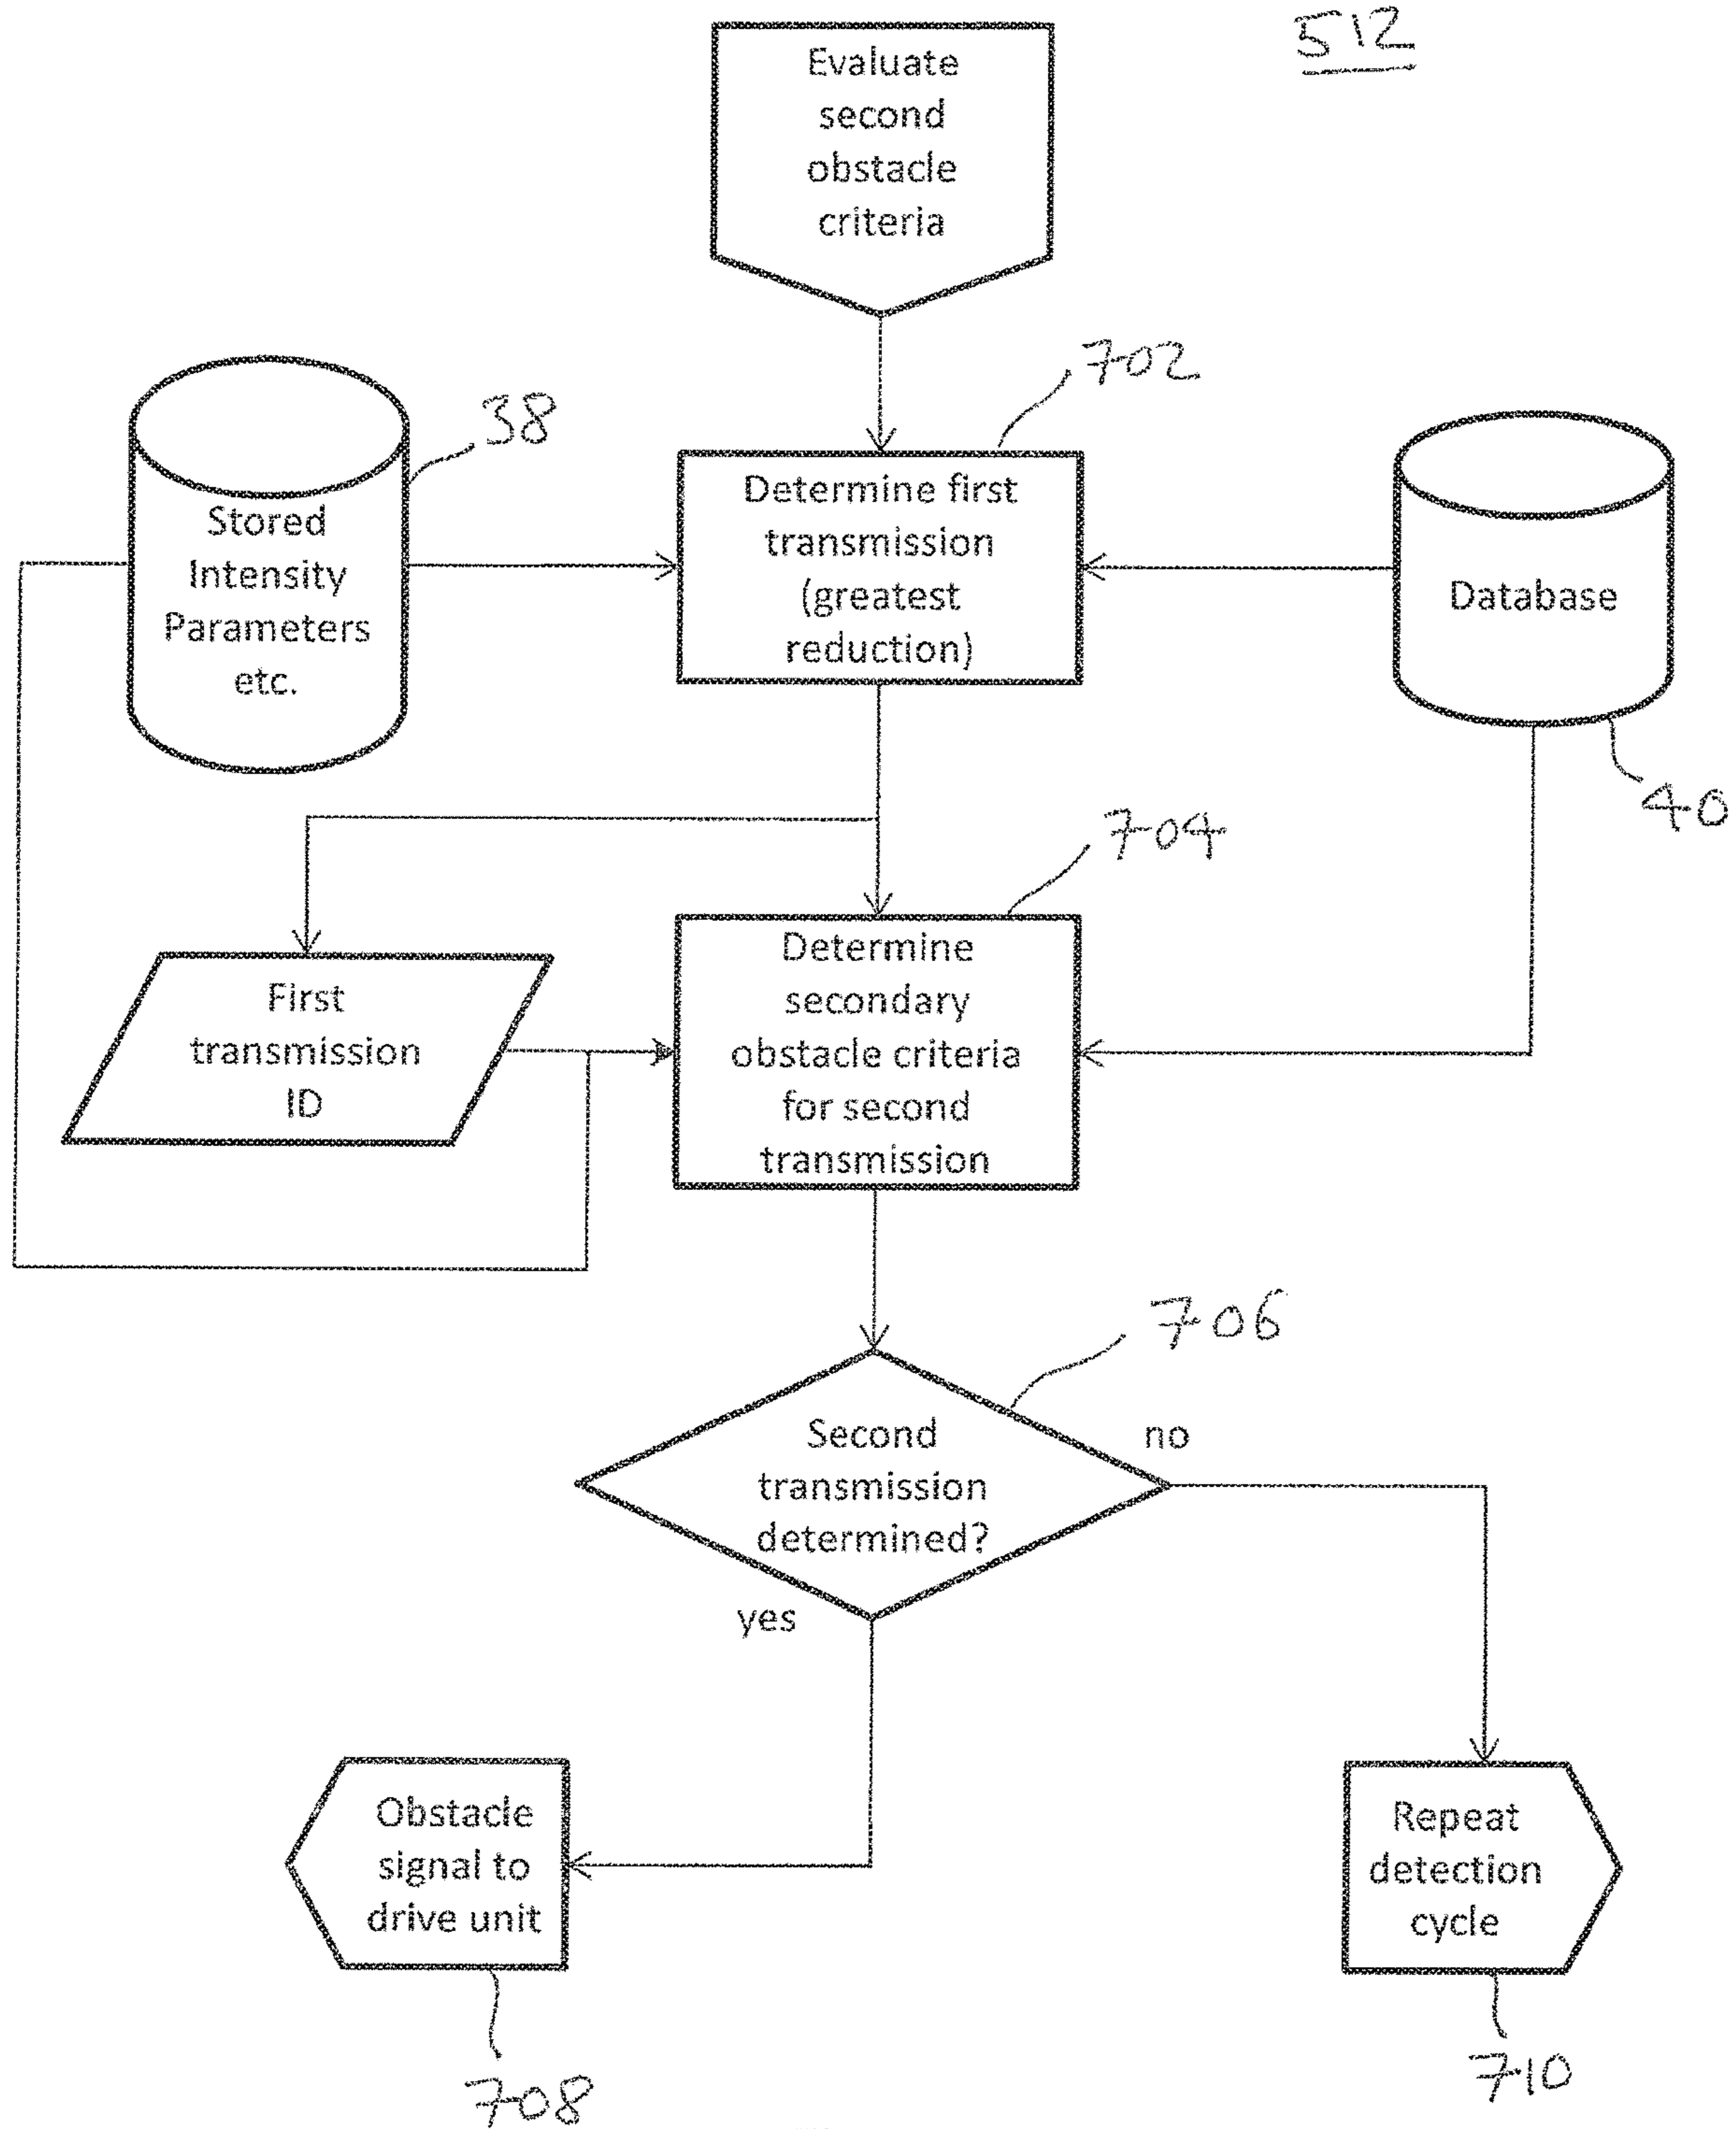 512
Evaluate
second
obstacle
criteria
702
38
Stored
Intensity
Parameters
etc.
Determine first
transmission
(greatest
reduction)
Database
40
704
First
transmission
ID
Determine
secondary
obstacle criteria
for second
transmission
706
Second
transmission
determined?
no
yes
Obstacle
signal to
drive unit
Repeat
detection
cycle
708
710